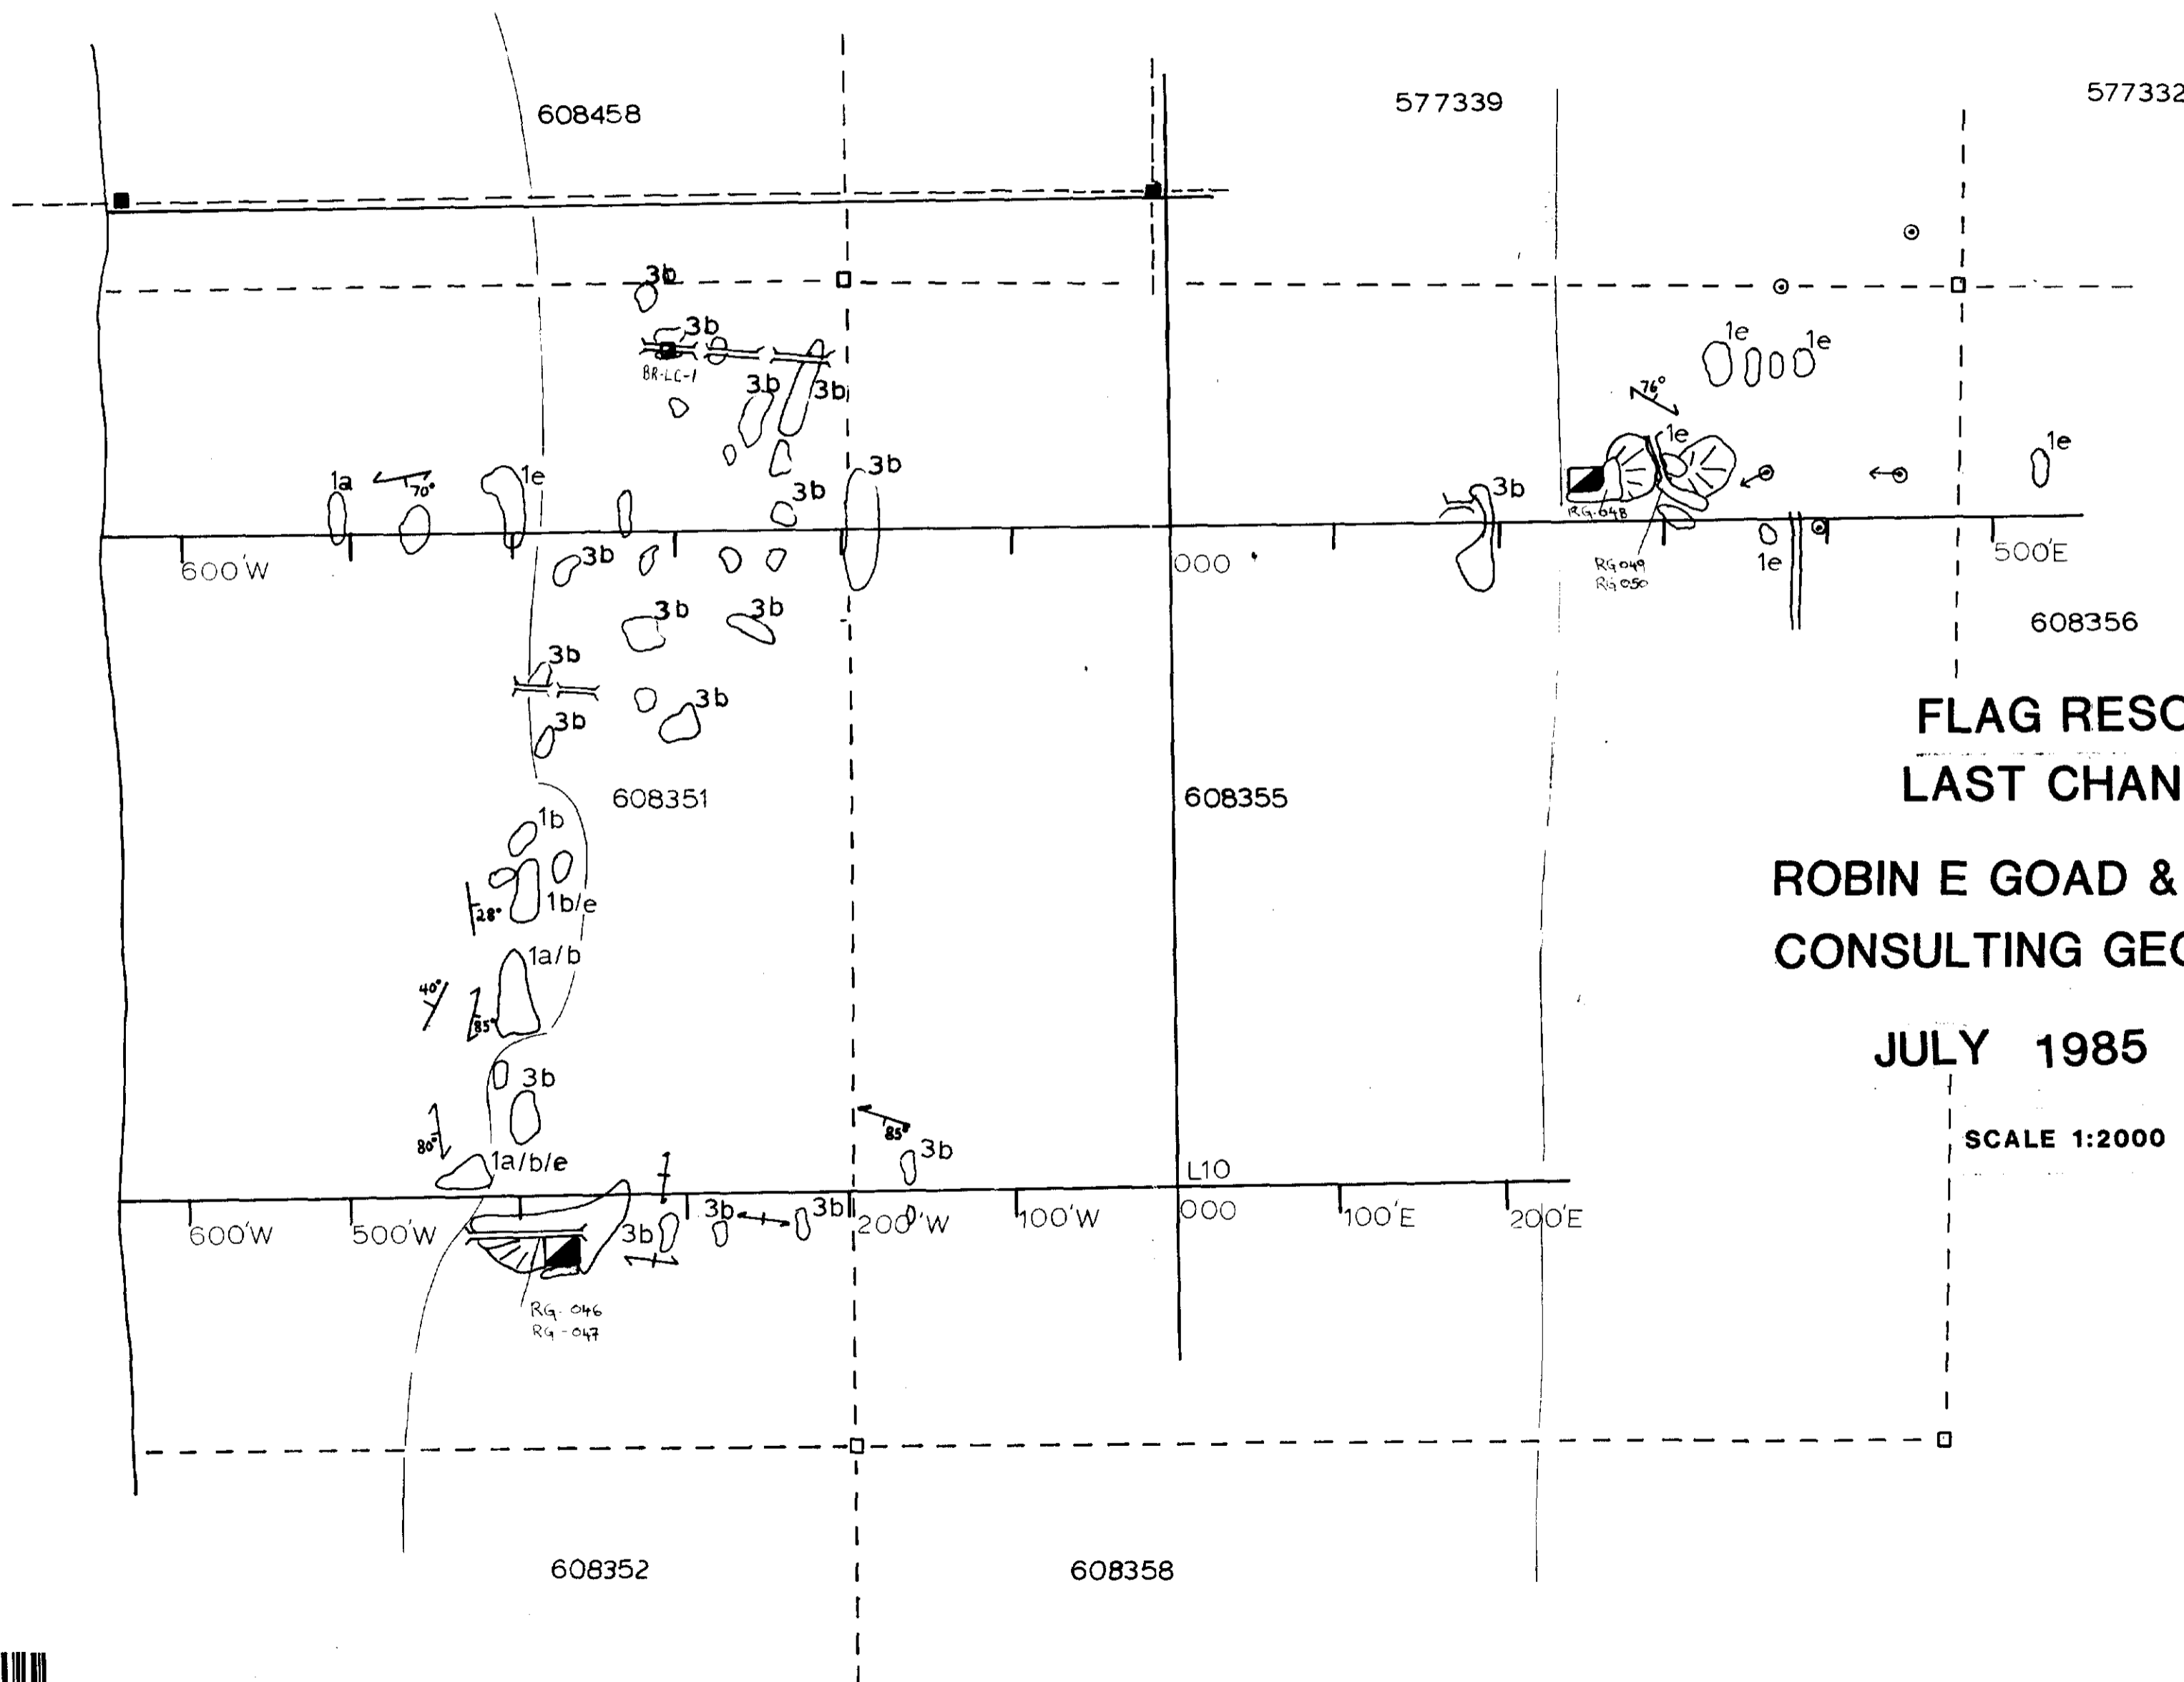 608458
577339
577332
3b
3b
BR-LC-1
3b
3b
1e
1e
76°
1e
1e
1a
70°
1e
3b
3b
3b
RG-048
600'W
3b
000
RG049
RG050
1e
500'E
3b
3b
608356
3b
3b
3b
FLAG RESO
LAST CHAN
608351
608355
1b
ROBIN E GOAD &
28°
1b/e
CONSULTING GEO
1a/b
40°
85°
JULY 1985
3b
80°
85°
3b
SCALE 1:2000
1a/b/e
L10
600'W
500'W
3b
3b
3b
200'W
100'W
000
100'E
200'E
RG-046
RG-047
608352
608358